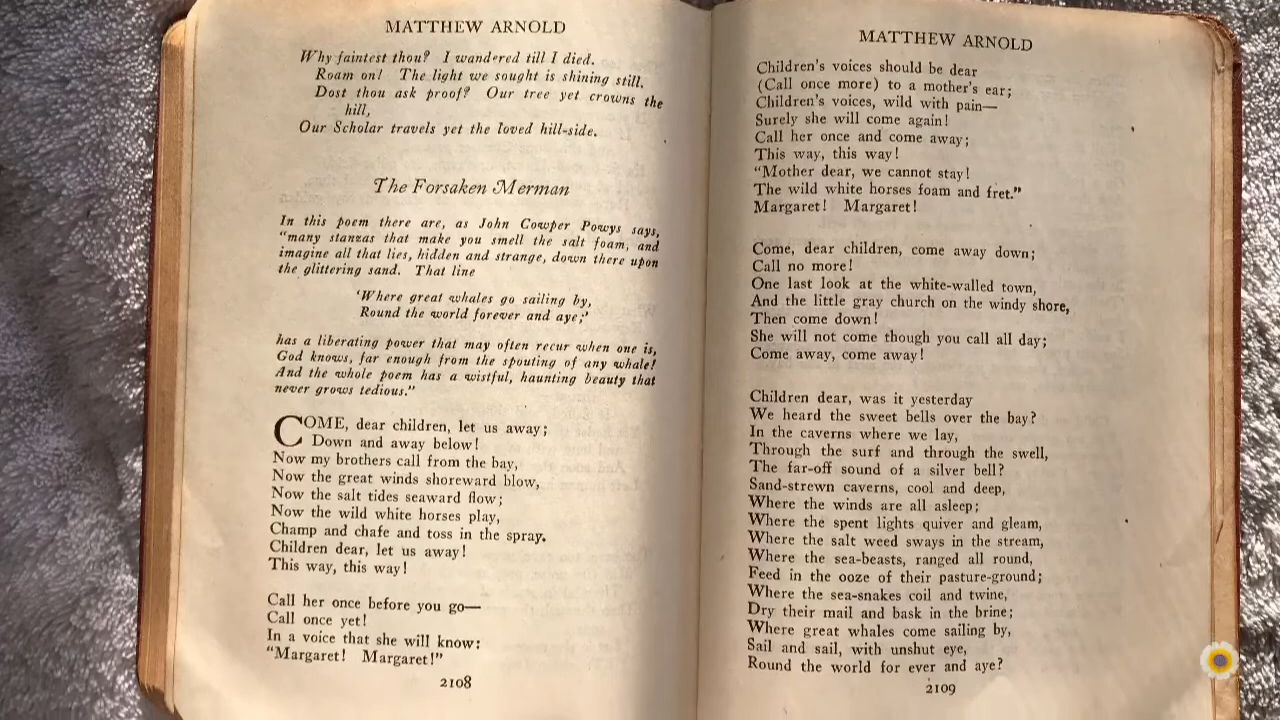 MATTHEW ARNOLD
Why faintest thou? I wandered till I died.
Roam on! The light we sought is shining still.
Dost thou ask proof? Our tree yet crowns the
hill,
Our Scholar travels yet the loved hill-side.
The Forsaken Merman
In this poem there are, as John Cowper Powys says,
"many stanzas that make you smell the salt foam, and
imagine all that lies, hidden and strange, down there upon
the glittering sand. That line
'Where great whales go sailing by,
Round the world forever and aye;'
has a liberating power that may often recur when one is,
God knows, far enough from the spouting of any whale!
And the whole poem has a wistful, haunting beauty that
never grows tedious."
COME, dear children, let us away;
Down and away below!
Now my brothers call from the bay,
Now the great winds shoreward blow,
Now the salt tides seaward flow;
Now the wild white horses play,
Champ and chafe and toss in the spray.
Children dear, let us away!
This way, this way!
Call her once before you go—
Call once yet!
In a voice that she will know:
"Margaret! Margaret!"
2108
MATTHEW ARNOLD
Children's voices should be dear
(Call once more) to a mother's ear;
Children's voices, wild with pain—
Surely she will come again!
Call her once and come away;
This way, this way!
"Mother dear, we cannot stay!
The wild white horses foam and fret."
Margaret! Margaret!
Come, dear children, come away down;
Call no more!
One last look at the white-walled town,
And the little gray church on the windy shore,
Then come down!
She will not come though you call all day;
Come away, come away!
Children dear, was it yesterday
We heard the sweet bells over the bay?
In the caverns where we lay,
Through the surf and through the swell,
The far-off sound of a silver bell?
Sand-strewn caverns, cool and deep,
Where the winds are all asleep;
Where the spent lights quiver and gleam,
Where the salt weed sways in the stream,
Where the sea-beasts, ranged all round,
Feed in the ooze of their pasture-ground;
Where the sea-snakes coil and twine,
Dry their mail and bask in the brine;
Where great whales come sailing by,
Sail and sail, with unshut eye,
Round the world for ever and aye?
2109